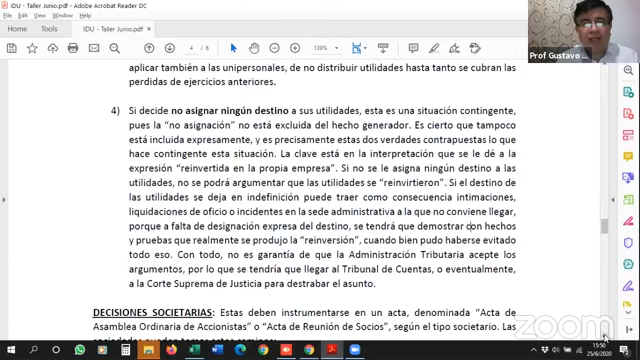 IDU - Taller Junio.pdf - Adobe Acrobat Reader DC
File Edit View Window Help
Home Tools IDU - Taller Junio.pdf ×
4 / 6
139%
Prof Gustavo
aplicar también a las unipersonales, de no distribuir utilidades hasta tanto se cubran las
perdidas de ejercicios anteriores.
4) Si decide no asignar ningún destino a sus utilidades, esta es una situación contingente,
pues la “no asignación” no está excluida del hecho generador. Es cierto que tampoco
está incluida expresamente, y es precisamente estas dos verdades contrapuestas lo que
hace contingente esta situación. La clave está en la interpretación que se le dé a la
expresión “reinvertida en la propia empresa”. Si no se le asigna ningún destino a las
utilidades, no se podrá argumentar que las utilidades se “reinvirtieron”. Si el destino de
las utilidades se deja en indefinición puede traer como consecuencia intimaciones,
liquidaciones de oficio o incidentes en la sede administrativa a la que no conviene llegar,
porque a falta de designación expresa del destino, se tendrá que demostrar con hechos
y pruebas que realmente se produjo la “reinversión”, cuando bien pudo haberse evitado
todo eso. Con todo, no es garantía de que la Administración Tributaria acepte los
argumentos, por lo que se tendría que llegar al Tribunal de Cuentas, o eventualmente,
a la Corte Suprema de Justicia para destrabar el asunto.
DECISIONES SOCIETARIAS: Estas deben instrumentarse en un acta, denominada “Acta de
Asamblea Ordinaria de Accionistas” o “Acta de Reunión de Socios”, según el tipo societario. Las
zoom
15:50
25/6/2020